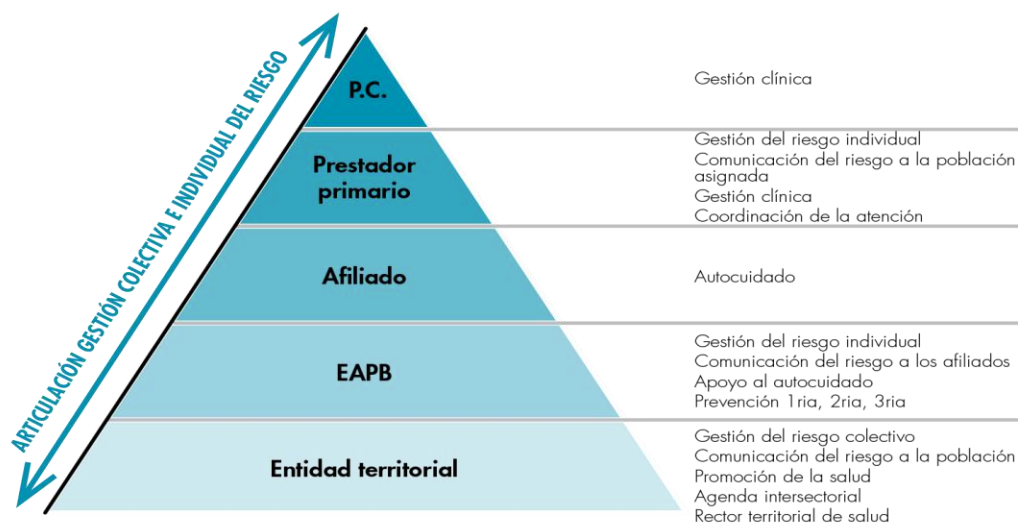 ARTICULACIÓN GESTIÓN COLECTIVA E INDIVIDUAL DEL RIESGO
P.C.
Gestión clínica
Prestador
primario
Gestión del riesgo individual
Comunicación del riesgo a la población
asignada
Gestión clínica
Coordinación de la atención
Afiliado
Autocuidado
EAPB
Gestión del riesgo individual
Comunicación del riesgo a los afiliados
Apoyo al autocuidado
Prevención 1ria, 2ria, 3ria
Entidad territorial
Gestión del riesgo colectivo
Comunicación del riesgo a la población
Promoción de la salud
Agenda intersectorial
Rector territorial de salud